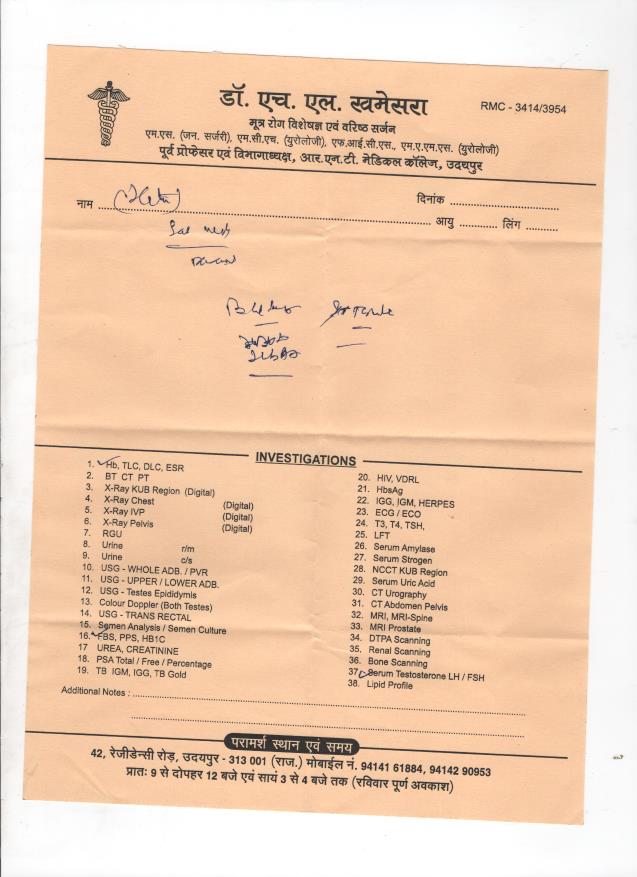 डॉ. एच. एल. खमेसरा
RMC - 3414/3954
मूत्र रोग विशेषज्ञ एवं वरिष्ठ सर्जन
एम.एस. (जन. सर्जरी), एम.सी.एच. (यूरोलोजी), एफ.आई.सी.एस., एम.ए.एम.एस. (यूरोलोजी)
पूर्व प्रोफेसर एवं विभागाध्यक्ष, आर.एन.टी. मेडिकल कॉलेज, उदयपुर
दिनांक ..............................
नाम ..............................
आयु ........... लिंग ..........
INVESTIGATIONS
1. Hb, TLC, DLC, ESR
2. BT CT PT
3. X-Ray KUB Region (Digital)
4. X-Ray Chest (Digital)
5. X-Ray IVP (Digital)
6. X-Ray Pelvis (Digital)
7. RGU
8. Urine r/m
9. Urine c/s
10. USG - WHOLE ADB. / PVR
11. USG - UPPER / LOWER ADB.
12. USG - Testes Epididymis
13. Colour Doppler (Both Testes)
14. USG - TRANS RECTAL
15. Semen Analysis / Semen Culture
16. FBS, PPS, HB1C
17 UREA, CREATININE
18. PSA Total / Free / Percentage
19. TB IGM, IGG, TB Gold
20. HIV, VDRL
21. HbsAg
22. IGG, IGM, HERPES
23. ECG / ECO
24. T3, T4, TSH,
25. LFT
26. Serum Amylase
27. Serum Strogen
28. NCCT KUB Region
29. Serum Uric Acid
30. CT Urography
31. CT Abdomen Pelvis
32. MRI, MRI-Spine
33. MRI Prostate
34. DTPA Scanning
35. Renal Scanning
36. Bone Scanning
37. Serum Testosterone LH / FSH
38. Lipid Profile
Additional Notes : ..............................
परामर्श स्थान एवं समय
42, रेजीडेन्सी रोड़, उदयपुर - 313 001 (राज.) मोबाईल नं. 94141 61884, 94142 90953
प्रातः 9 से दोपहर 12 बजे एवं सायं 3 से 4 बजे तक (रविवार पूर्ण अवकाश)